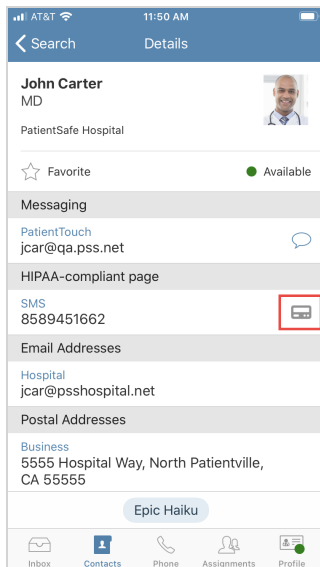 AT&T 11:50 AM
Search Details
John Carter
MD
PatientSafe Hospital
Favorite Available
Messaging
PatientTouch
jcar@qa.pss.net
HIPAA-compliant page
SMS
8589451662
Email Addresses
Hospital
jcar@psshospital.net
Postal Addresses
Business
5555 Hospital Way, North Patientville,
CA 55555
Epic Haiku
Inbox Contacts Phone Assignments Profile